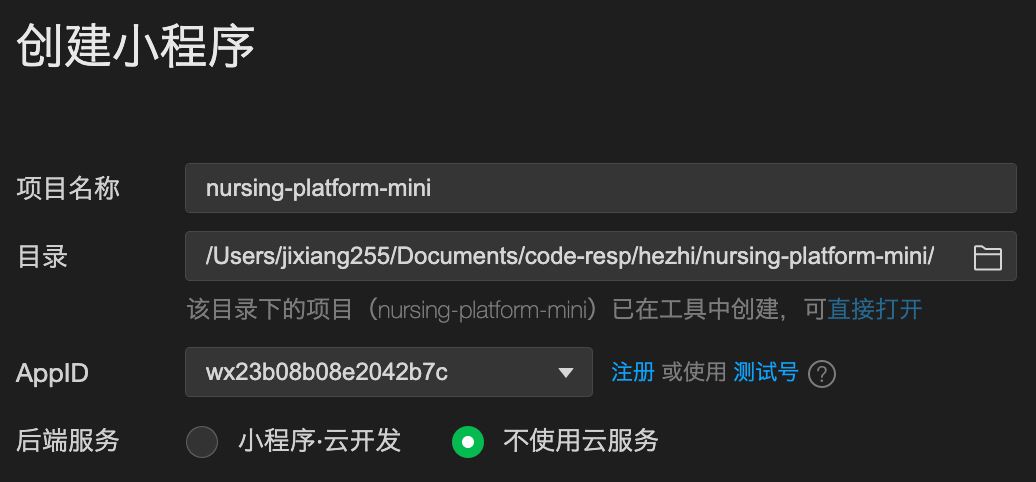 创建小程序
项目名称 nursing-platform-mini
目录 /Users/jixiang255/Documents/code-resp/hezhi/nursing-platform-mini/
该目录下的项目（nursing-platform-mini）已在工具中创建，可直接打开
AppID wx23b08b08e2042b7c 注册 或使用 测试号 ?
后端服务 小程序·云开发 不使用云服务